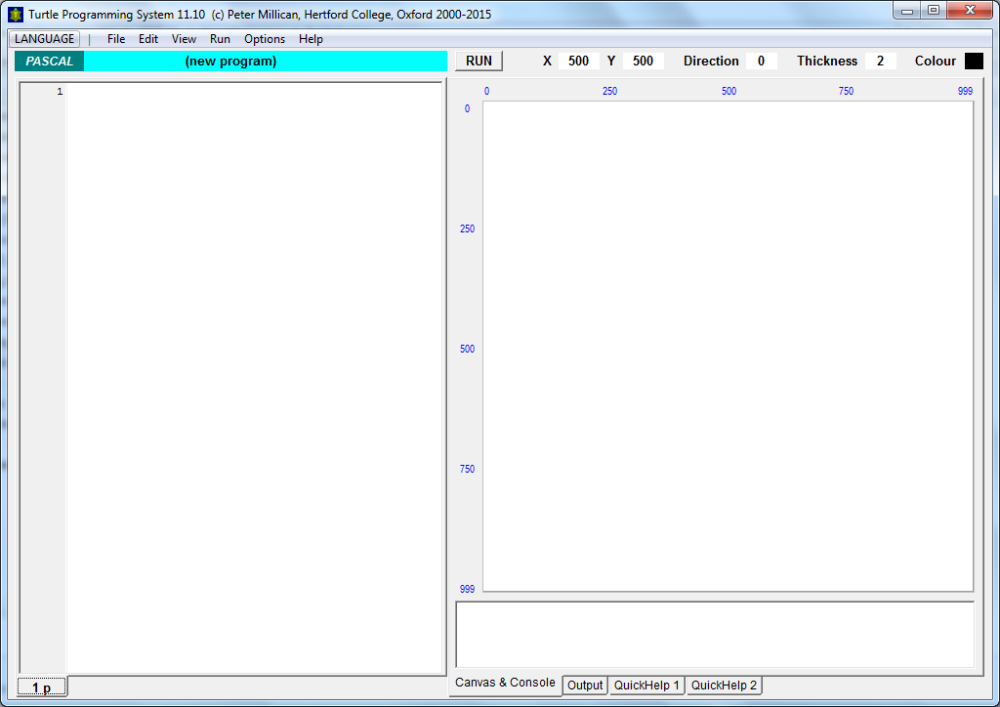 Turtle Programming System 11.10 (c) Peter Millican, Hertford College, Oxford 2000-2015
LANGUAGE | File Edit View Run Options Help
PASCAL (new program) RUN X 500 Y 500 Direction 0 Thickness 2 Colour
1
0 250 500 750 999
0
250
500
750
999
1 p
Canvas & Console Output QuickHelp 1 QuickHelp 2